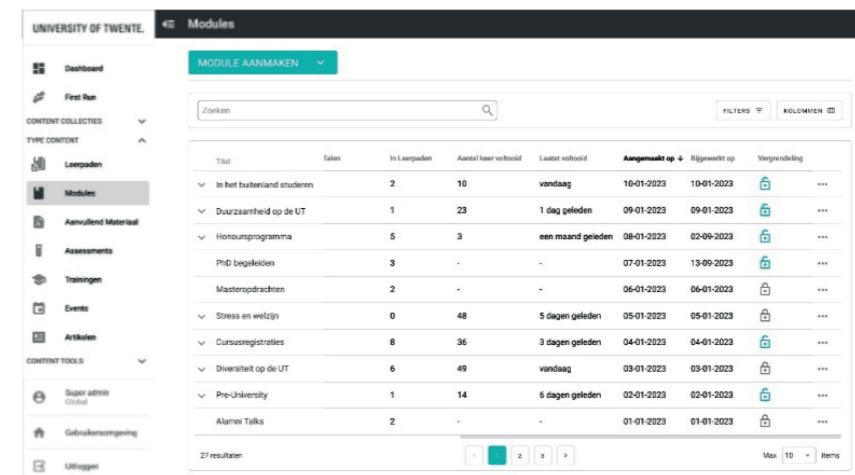 UNIVERSITY OF TWENTE.
Modules
Dashboard
First Run
CONTENT COLLECTIES
TYPE CONTENT
Leerpaden
Modules
Aanvullend Materiaal
Assessments
Trainingen
Events
Artikelen
CONTENT TOOLS
Super admin
Global
Gebruikersomgeving
Uitloggen
MODULE AANMAKEN
Zoeken
FILTERS
KOLOMMEN
Titel Talen In Leerpaden Aantal keer voltooid Laatst voltooid Aangemaakt op Bijgewerkt op Vergrendeling
In het buitenland studeren 2 10 vandaag 10-01-2023 10-01-2023
Duurzaamheid op de UT 1 23 1 dag geleden 09-01-2023 09-01-2023
Honoursprogramma 5 3 een maand geleden 08-01-2023 02-09-2023
PhD begeleiden 3 - - 07-01-2023 13-09-2023
Masteropdrachten 2 - - 06-01-2023 06-01-2023
Stress en welzijn 0 48 5 dagen geleden 05-01-2023 05-01-2023
Cursusregistraties 8 36 3 dagen geleden 04-01-2023 04-01-2023
Diversiteit op de UT 6 49 vandaag 03-01-2023 03-01-2023
Pre-University 1 14 6 dagen geleden 02-01-2023 02-01-2023
Alumni Talks 2 - - 01-01-2023 01-01-2023
27 resultaten
1 2 3
Max 10 items